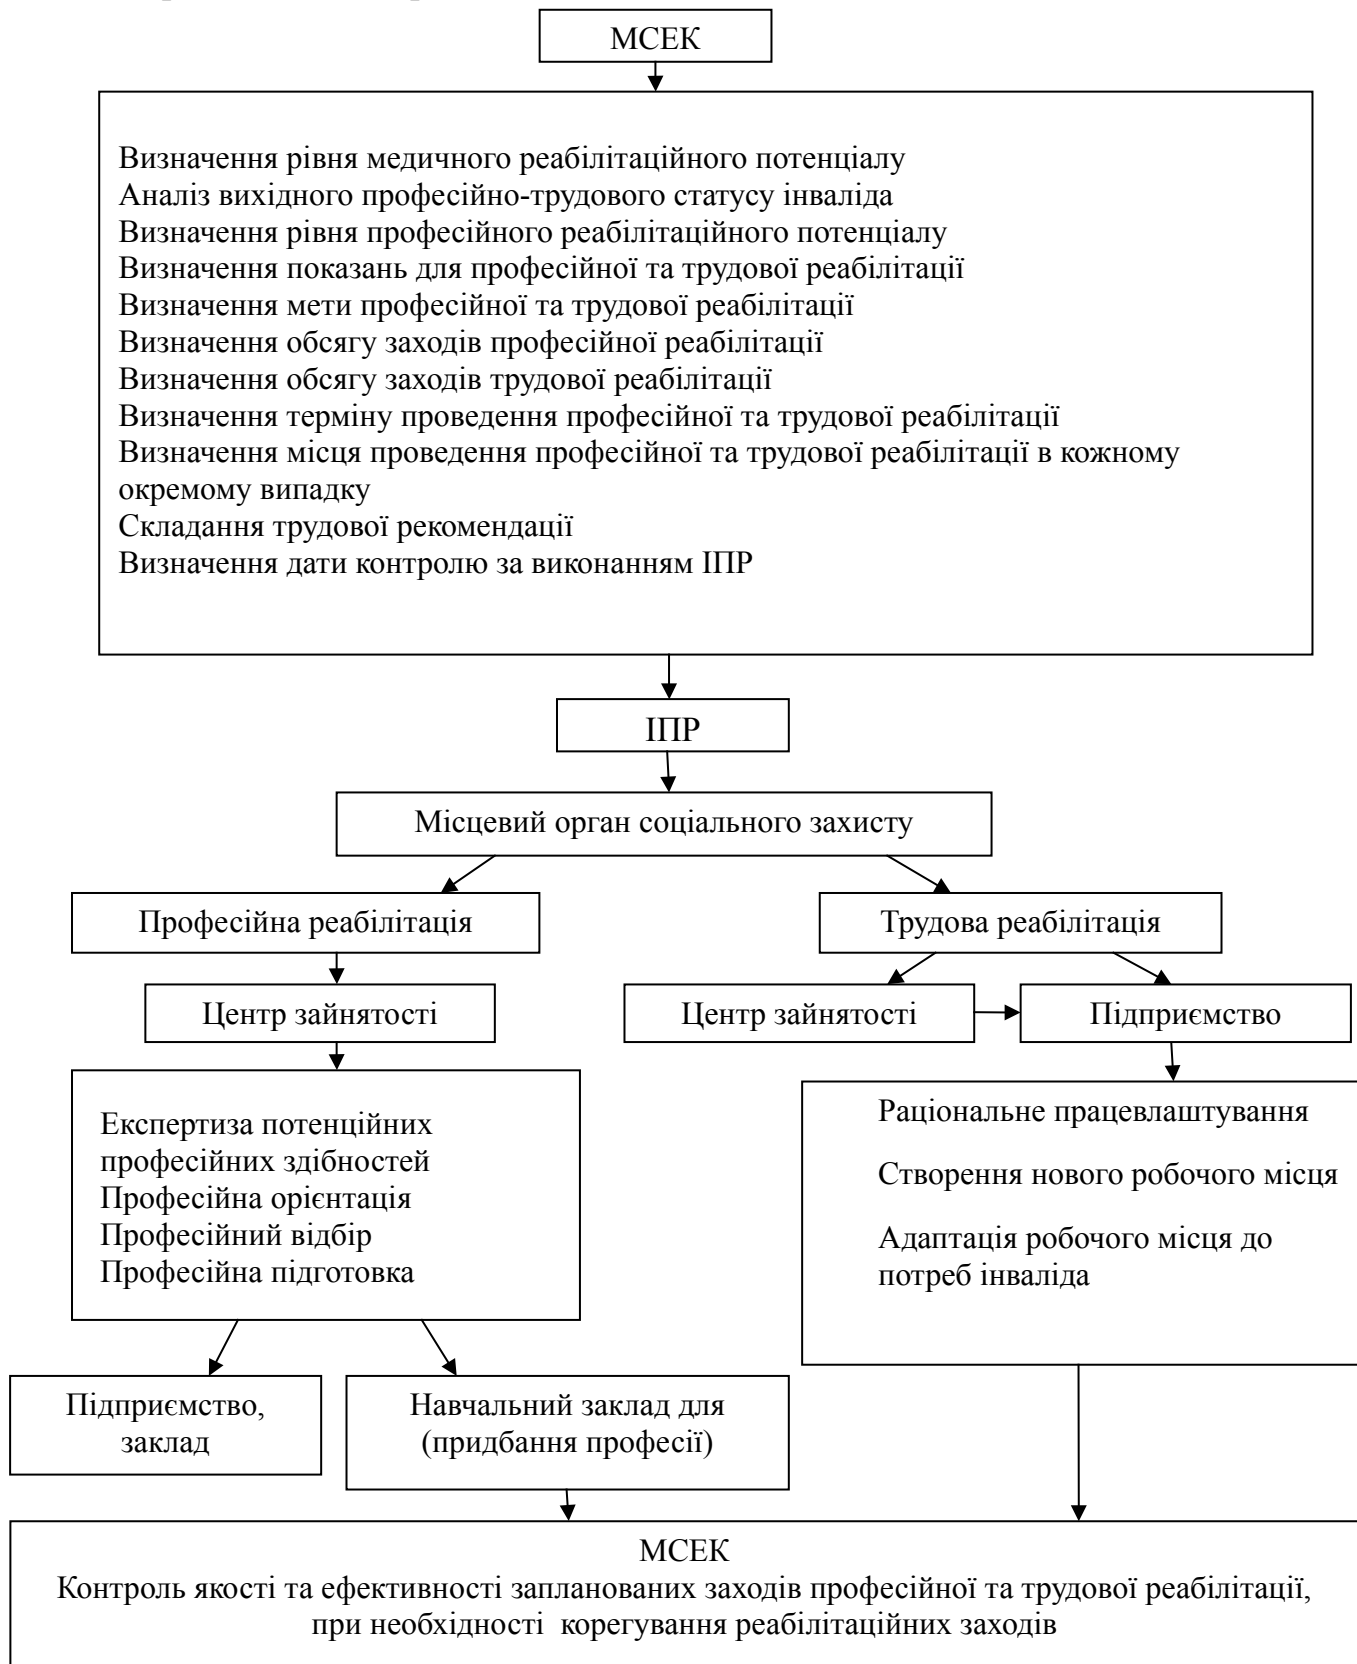 МСЕК
Визначення рівня медичного реабілітаційного потенціалу
Аналіз вихідного професійно-трудового статусу інваліда
Визначення рівня професійного реабілітаційного потенціалу
Визначення показань для професійної та трудової реабілітації
Визначення мети професійної та трудової реабілітації
Визначення обсягу заходів професійної реабілітації
Визначення обсягу заходів трудової реабілітації
Визначення терміну проведення професійної та трудової реабілітації
Визначення місця проведення професійної та трудової реабілітації в кожному
окремому випадку
Складання трудової рекомендації
Визначення дати контролю за виконанням ІПР
ІПР
Місцевий орган соціального захисту
Професійна реабілітація
Трудова реабілітація
Центр зайнятості
Центр зайнятості
Підприємство
Експертиза потенційних
професійних здібностей
Професійна орієнтація
Професійний відбір
Професійна підготовка
Раціональне працевлаштування
Створення нового робочого місця
Адаптація робочого місця до
потреб інваліда
Підприємство,
заклад
Навчальний заклад для
(придбання професії)
МСЕК
Контроль якості та ефективності запланованих заходів професійної та трудової реабілітації,
при необхідності  корегування реабілітаційних заходів